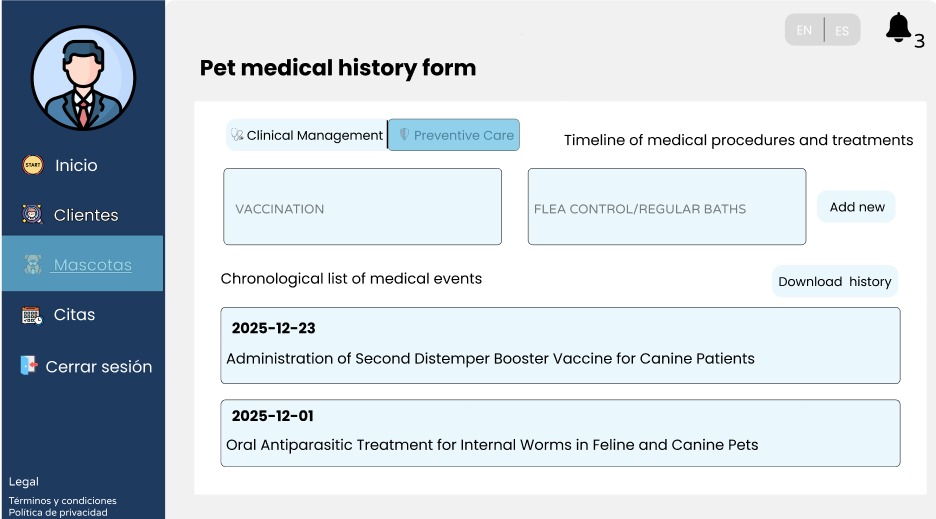 EN ES
3
Pet medical history form
START
Inicio
Clientes
Mascotas
Citas
Cerrar sesión
Legal
Términos y condiciones
Política de privacidad
Clinical Management
Preventive Care
Timeline of medical procedures and treatments
VACCINATION
FLEA CONTROL/REGULAR BATHS
Add new
Chronological list of medical events
Download history
2025-12-23
Administration of Second Distemper Booster Vaccine for Canine Patients
2025-12-01
Oral Antiparasitic Treatment for Internal Worms in Feline and Canine Pets